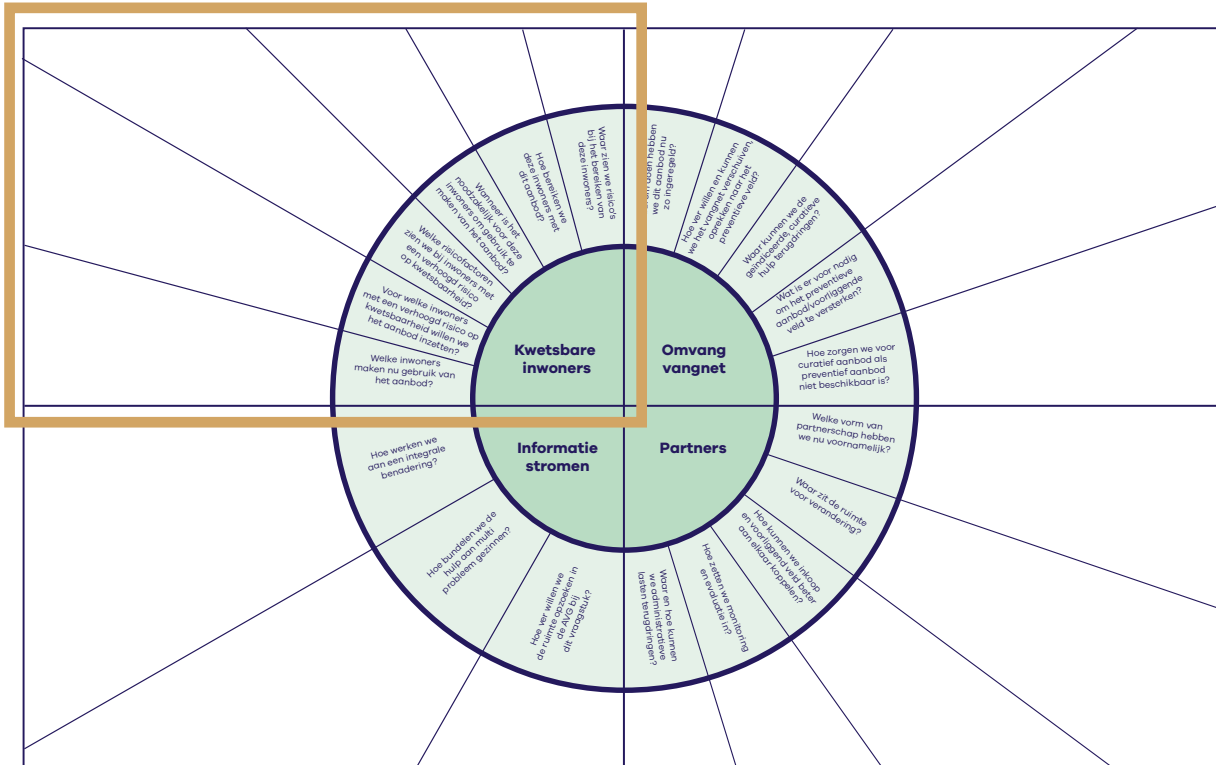 Kwetsbare
inwoners
Welke inwoners
maken nu gebruik van
het aanbod?
Voor welke inwoners
met een verhoogd risico op
kwetsbaarheid willen we
het aanbod inzetten?
Welke risicofactoren
zien we bij inwoners met
een verhoogd risico
op kwetsbaarheid?
Wanneer is het
noodzakelijk voor deze
inwoners om gebruik te
maken van het aanbod?
Hoe bereiken we
deze inwoners met
dit aanbod?
Waar zien we risico's
bij het bereiken van
deze inwoners?
Omvang
vangnet
doen hebben
we dit aanbod nu
zo ingeregeld?
Hoe ver willen en kunnen
we het vangnet verschuiven,
oprekken naar het
preventieve veld?
Waar kunnen we de
geïndiceerde, curatieve
hulp terugdringen?
Wat is er voor nodig
om het preventieve
aanbod/voorliggende
veld te versterken?
Hoe zorgen we voor
curatief aanbod als
preventief aanbod
niet beschikbaar is?
Partners
Welke vorm van
partnerschap hebben
we nu voornamelijk?
Waar zit de ruimte
voor verandering?
Hoe kunnen we inkoop
en voorliggend veld beter
aan elkaar koppelen?
Hoe zetten we monitoring
en evaluatie in?
Waar en hoe kunnen
we administratieve
lasten terugdringen?
Informatie
stromen
Hoe ver willen we
de ruimte opzoeken in
de AVG bij
dit vraagstuk?
Hoe bundelen we de
hulp aan multi-
probleem gezinnen?
Hoe werken we
aan een integrale
benadering?